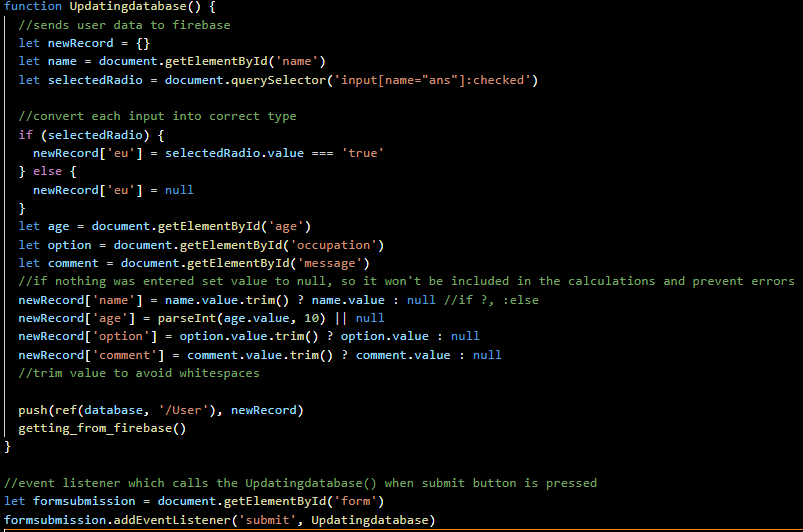 function Updatingdatabase() {
  //sends user data to firebase
  let newRecord = {}
  let name = document.getElementById('name')
  let selectedRadio = document.querySelector('input[name="ans"]:checked')

  //convert each input into correct type
  if (selectedRadio) {
    newRecord['eu'] = selectedRadio.value === 'true'
  } else {
    newRecord['eu'] = null
  }
  let age = document.getElementById('age')
  let option = document.getElementById('occupation')
  let comment = document.getElementById('message')
  //if nothing was entered set value to null, so it won't be included in the calculations and prevent errors
  newRecord['name'] = name.value.trim() ? name.value : null //if ?, :else
  newRecord['age'] = parseInt(age.value, 10) || null
  newRecord['option'] = option.value.trim() ? option.value : null
  newRecord['comment'] = comment.value.trim() ? comment.value : null
  //trim value to avoid whitespaces

  push(ref(database, '/User'), newRecord)
  getting_from_firebase()
}

//event listener which calls the Updatingdatabase() when submit button is pressed
let formsubmission = document.getElementById('form')
formsubmission.addEventListener('submit', Updatingdatabase)